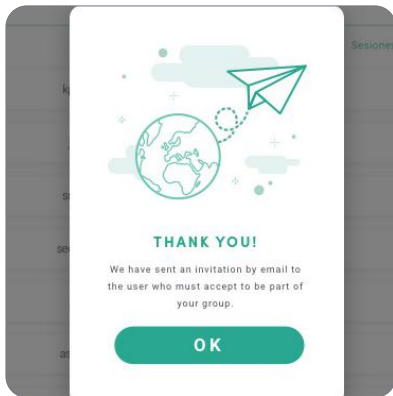 Sesiones
THANK YOU!
We have sent an invitation by email to
the user who must accept to be part of
your group.
OK